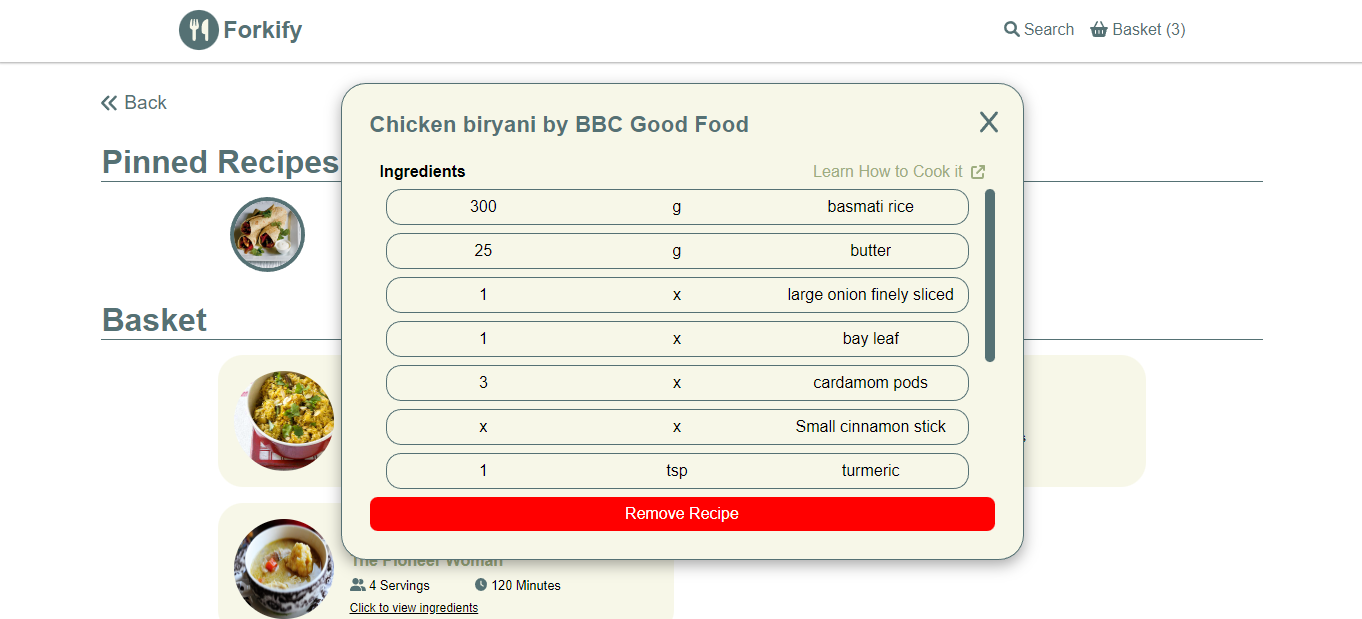 Forkify
Search
Basket (3)
Back
Pinned Recipes
Basket
Chicken biryani by BBC Good Food
X
Ingredients
Learn How to Cook it
300 g basmati rice
25 g butter
1 x large onion finely sliced
1 x bay leaf
3 x cardamom pods
x x Small cinnamon stick
1 tsp turmeric
Remove Recipe
The Pioneer Woman
4 Servings 120 Minutes
Click to view ingredients